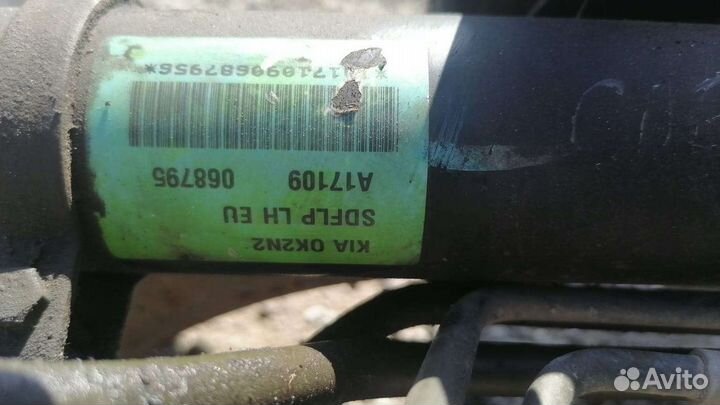 KIA OK2N2
SDFLP LH EU
A17109 068795
Avito